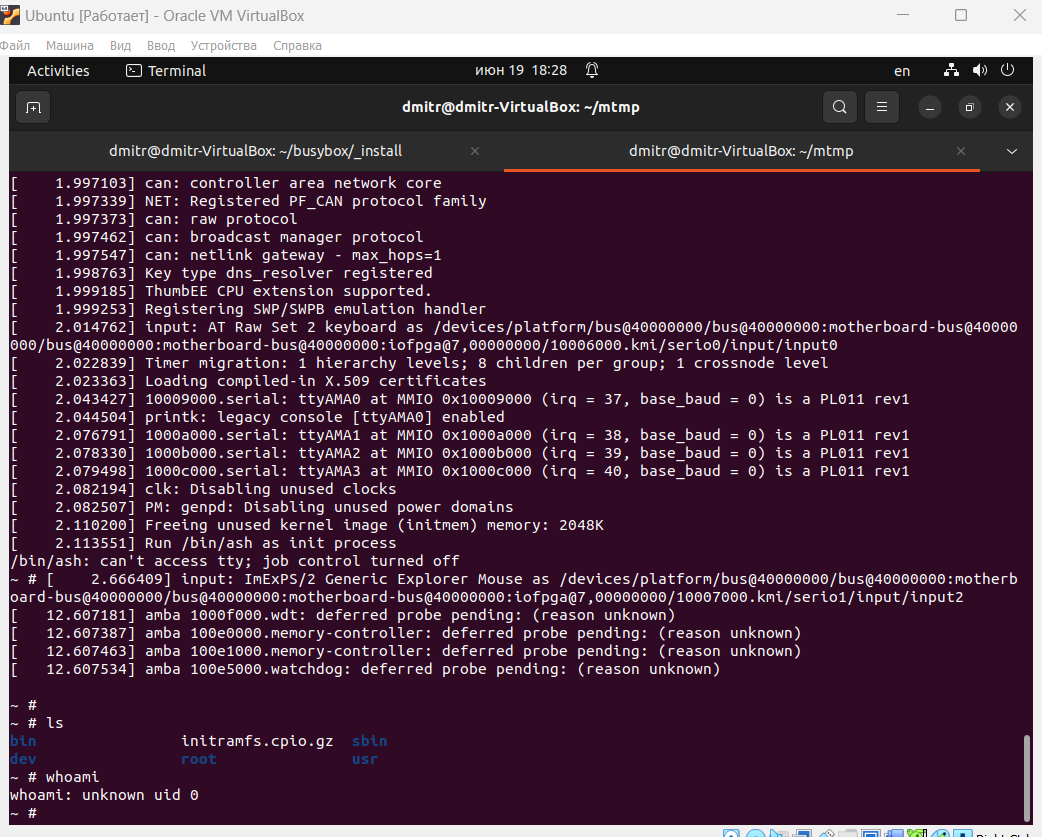 Ubuntu [Работает] - Oracle VM VirtualBox
Файл Машина Вид Ввод Устройства Справка
Activities Terminal июн 19 18:28 en
dmitr@dmitr-VirtualBox: ~/mtmp
dmitr@dmitr-VirtualBox: ~/busybox/_install dmitr@dmitr-VirtualBox: ~/mtmp
[    1.997103] can: controller area network core
[    1.997339] NET: Registered PF_CAN protocol family
[    1.997373] can: raw protocol
[    1.997462] can: broadcast manager protocol
[    1.997547] can: netlink gateway - max_hops=1
[    1.998763] Key type dns_resolver registered
[    1.999185] ThumbEE CPU extension supported.
[    1.999253] Registering SWP/SWPB emulation handler
[    2.014762] input: AT Raw Set 2 keyboard as /devices/platform/bus@40000000/bus@40000000:motherboard-bus@40000
000/bus@40000000:motherboard-bus@40000000:iofpga@7,00000000/10006000.kmi/serio0/input/input0
[    2.022839] Timer migration: 1 hierarchy levels; 8 children per group; 1 crossnode level
[    2.023363] Loading compiled-in X.509 certificates
[    2.043427] 10009000.serial: ttyAMA0 at MMIO 0x10009000 (irq = 37, base_baud = 0) is a PL011 rev1
[    2.044504] printk: legacy console [ttyAMA0] enabled
[    2.076791] 1000a000.serial: ttyAMA1 at MMIO 0x1000a000 (irq = 38, base_baud = 0) is a PL011 rev1
[    2.078330] 1000b000.serial: ttyAMA2 at MMIO 0x1000b000 (irq = 39, base_baud = 0) is a PL011 rev1
[    2.079498] 1000c000.serial: ttyAMA3 at MMIO 0x1000c000 (irq = 40, base_baud = 0) is a PL011 rev1
[    2.082194] clk: Disabling unused clocks
[    2.082507] PM: genpd: Disabling unused power domains
[    2.110200] Freeing unused kernel image (initmem) memory: 2048K
[    2.113551] Run /bin/ash as init process
/bin/ash: can't access tty; job control turned off
~ # [    2.666409] input: ImExPS/2 Generic Explorer Mouse as /devices/platform/bus@40000000/bus@40000000:motherb
oard-bus@40000000/bus@40000000:motherboard-bus@40000000:iofpga@7,00000000/10007000.kmi/serio1/input/input2
[   12.607181] amba 1000f000.wdt: deferred probe pending: (reason unknown)
[   12.607387] amba 100e0000.memory-controller: deferred probe pending: (reason unknown)
[   12.607463] amba 100e1000.memory-controller: deferred probe pending: (reason unknown)
[   12.607534] amba 100e5000.watchdog: deferred probe pending: (reason unknown)
~ #
~ # ls
bin initramfs.cpio.gz sbin
dev root usr
~ # whoami
whoami: unknown uid 0
~ #